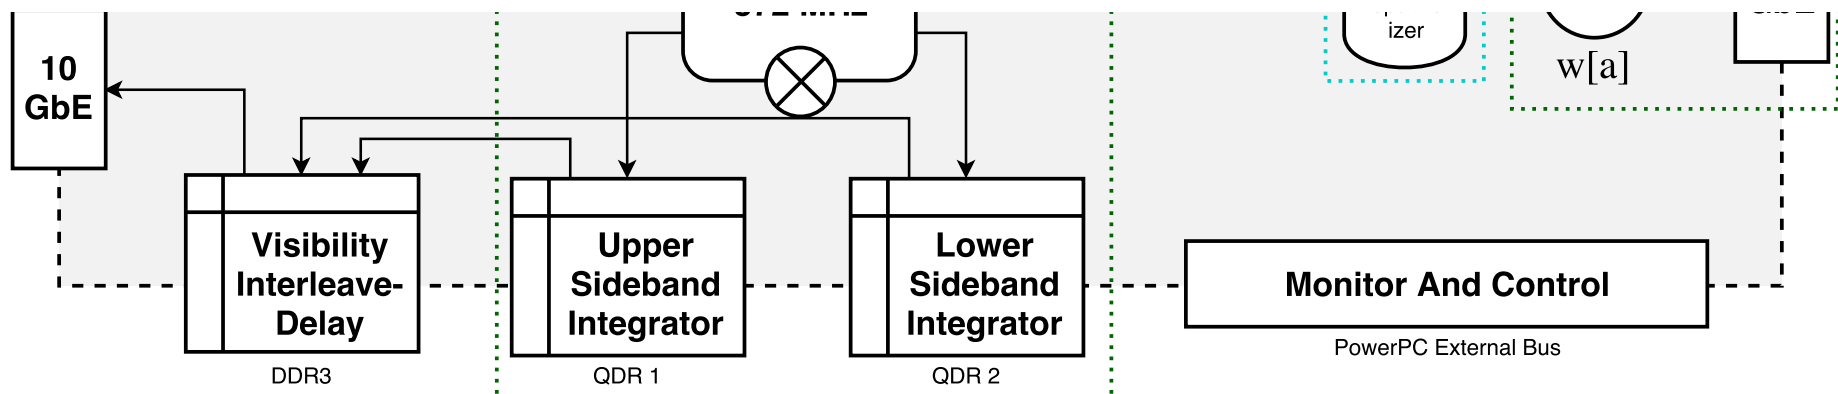 izer
w[a]
10
GbE
Visibility
Interleave-
Delay
Upper
Sideband
Integrator
Lower
Sideband
Integrator
Monitor And Control
PowerPC External Bus
DDR3
QDR 1
QDR 2